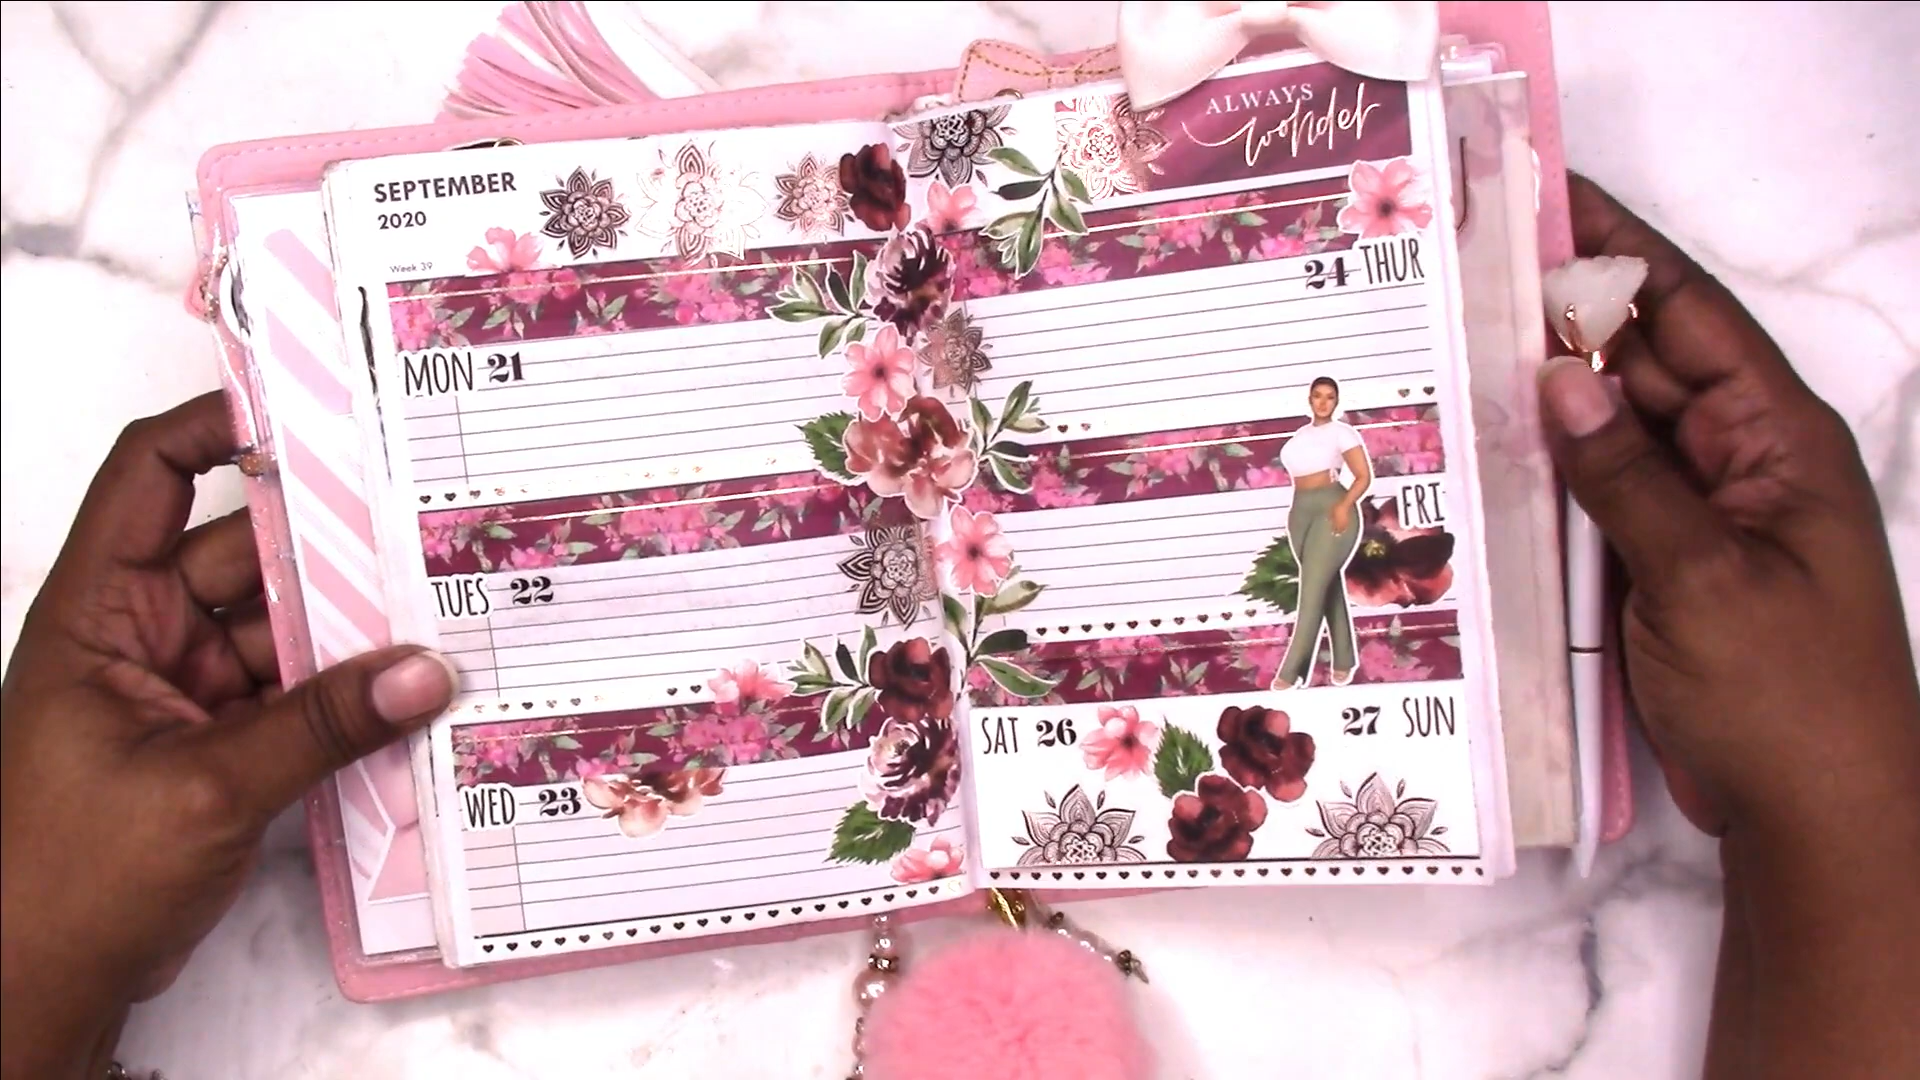 SEPTEMBER
2020
Week 39
MON 21
TUES 22
WED 23
ALWAYS
wonder
24 THUR
FRI
SAT 26
27 SUN